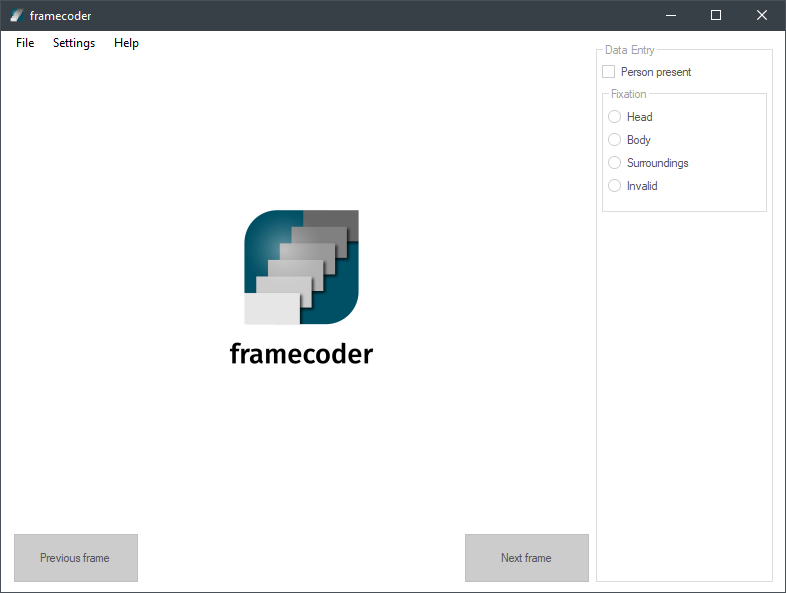 framecoder
File Settings Help
Data Entry
Person present
Fixation
Head
Body
Surroundings
Invalid
framecoder
Previous frame
Next frame